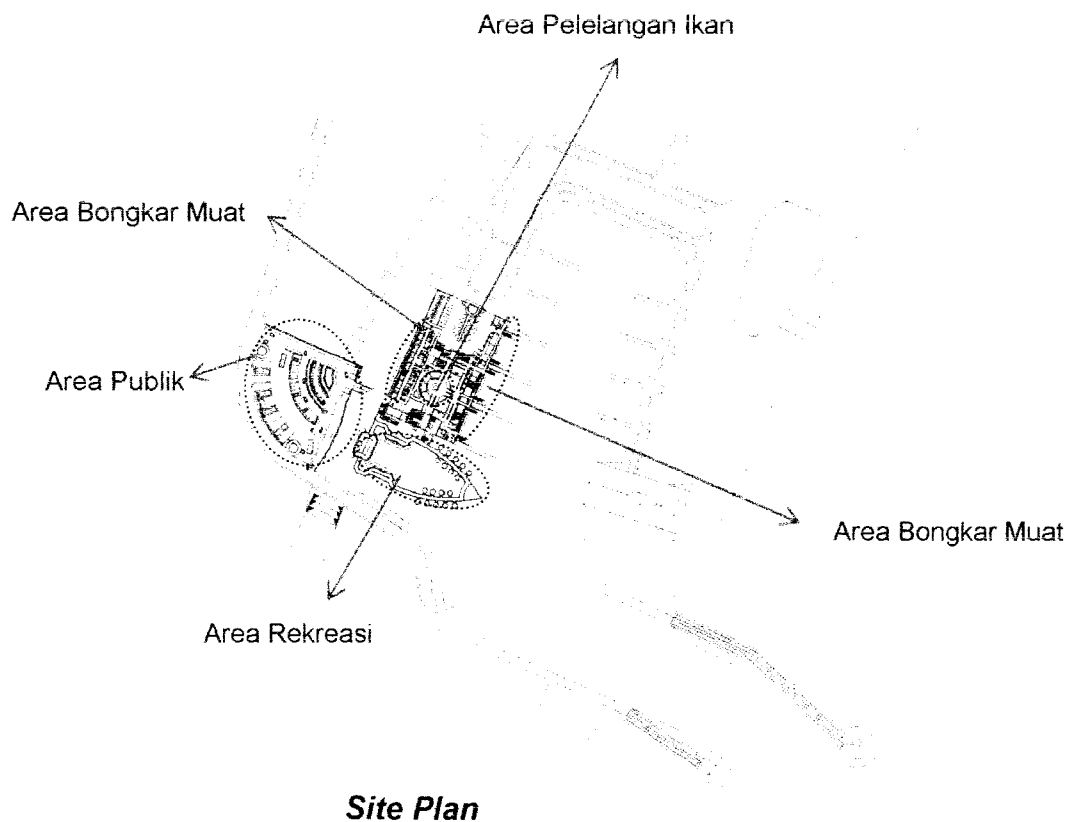 Area Pelelangan Ikan
Area Bongkar Muat
Area Publik
Area Bongkar Muat
Area Rekreasi
Site Plan